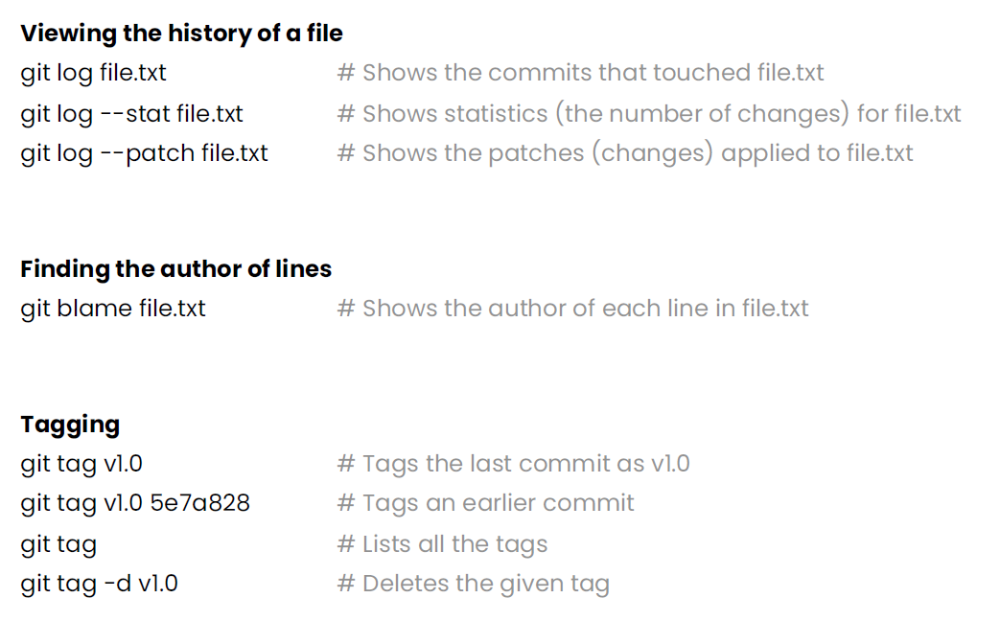 Viewing the history of a file
git log file.txt # Shows the commits that touched file.txt
git log --stat file.txt # Shows statistics (the number of changes) for file.txt
git log --patch file.txt # Shows the patches (changes) applied to file.txt
Finding the author of lines
git blame file.txt # Shows the author of each line in file.txt
Tagging
git tag v1.0 # Tags the last commit as v1.0
git tag v1.0 5e7a828 # Tags an earlier commit
git tag # Lists all the tags
git tag -d v1.0 # Deletes the given tag